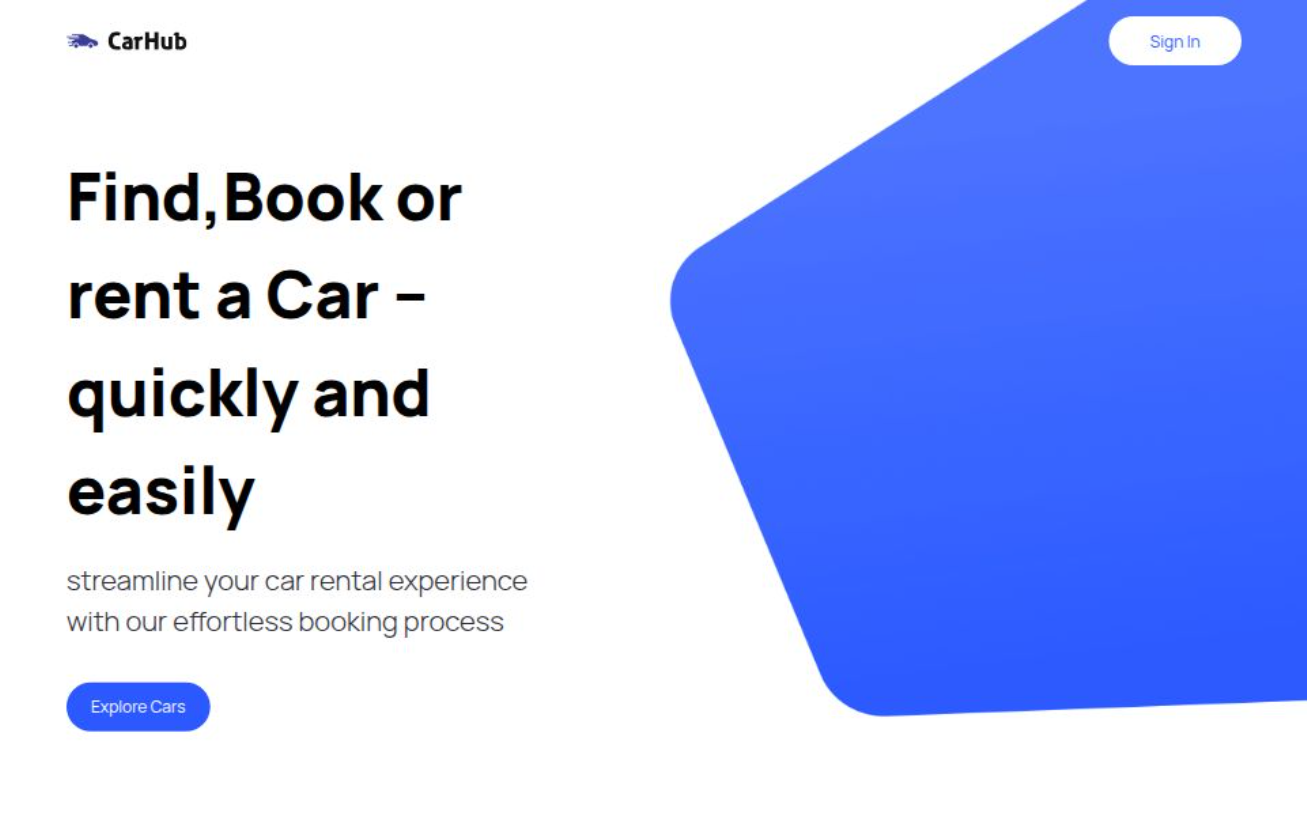 CarHub
Sign In
Find,Book or
rent a Car –
quickly and
easily
streamline your car rental experience
with our effortless booking process
Explore Cars